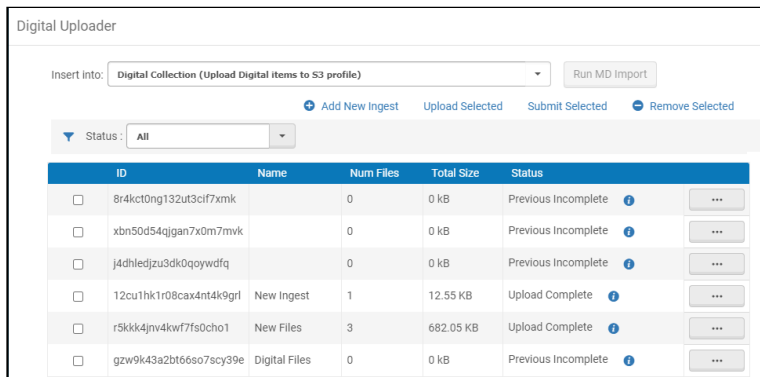 Digital Uploader
Insert into: Digital Collection (Upload Digital items to S3 profile) Run MD Import
Add New Ingest Upload Selected Submit Selected Remove Selected
Status : All
ID Name Num Files Total Size Status
8r4kct0ng132ut3cif7xmk 0 0 kB Previous Incomplete
xbn50d54qjgan7x0m7mvk 0 0 kB Previous Incomplete
j4dhledjzu3dk0qoywdfq 0 0 kB Previous Incomplete
12cu1hk1r08cax4nt4k9grl New Ingest 1 12.55 KB Upload Complete
r5kkk4jnv4kwf7fs0cho1 New Files 3 682.05 KB Upload Complete
gzw9k43a2bt66so7scy39e Digital Files 0 0 kB Previous Incomplete